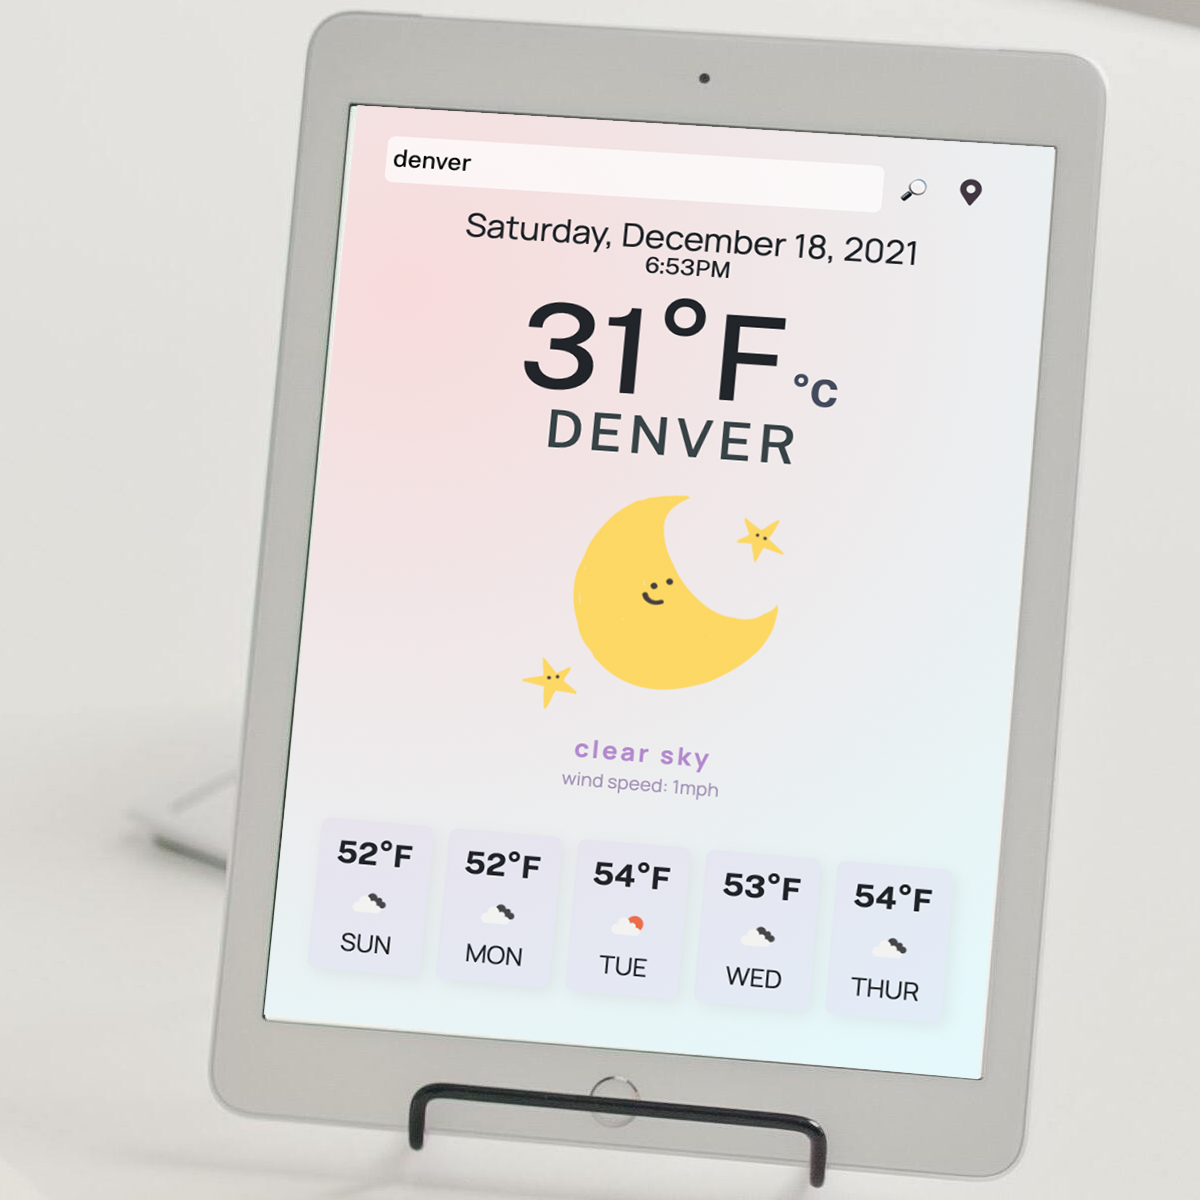 denver
Saturday, December 18, 2021
6:53PM
31°F °C
DENVER
clear sky
wind speed: 1mph
52°F 52°F 54°F 53°F 54°F
SUN MON TUE WED THUR